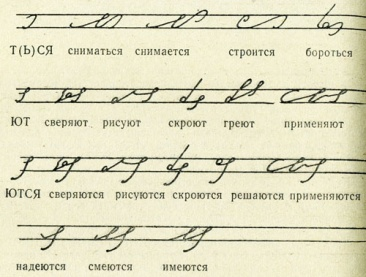 Т(Ь)СЯ сниматься снимается строится бороться
ЮТ сверяют рисуют скроют греют применяют
ЮТСЯ сверяются рисуются скроются решаются применяются
надеются смеются имеются